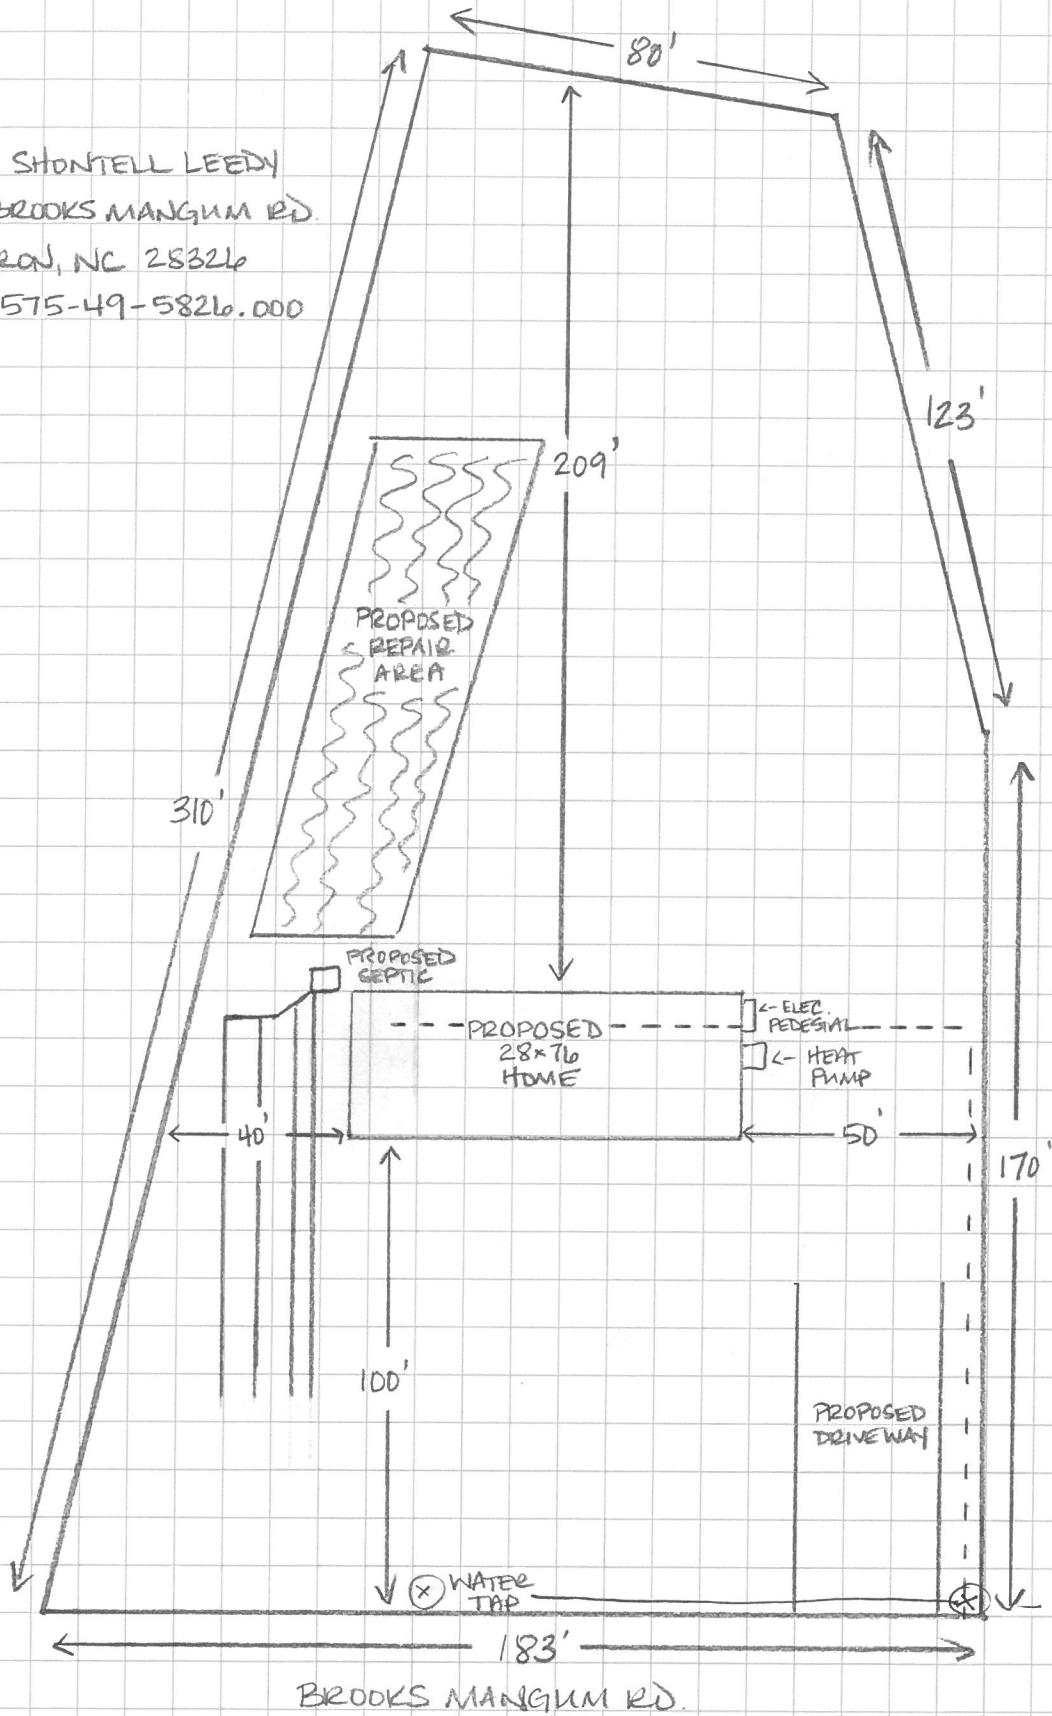 80'
SHONTELL LEEDY
BROOKS MANGUM RD.
RON, NC 28326
575-49-5826.000
123'
209'
PROPOSED
REPAIR
AREA
310'
PROPOSED
SEPTIC
PROPOSED
28x76
HOME
<- ELEC.
PEDESTAL
<- HEAT
PUMP
40'
50'
170'
100'
PROPOSED
DRIVEWAY
WATER
TAP
183'
BROOKS MANGUM RD.